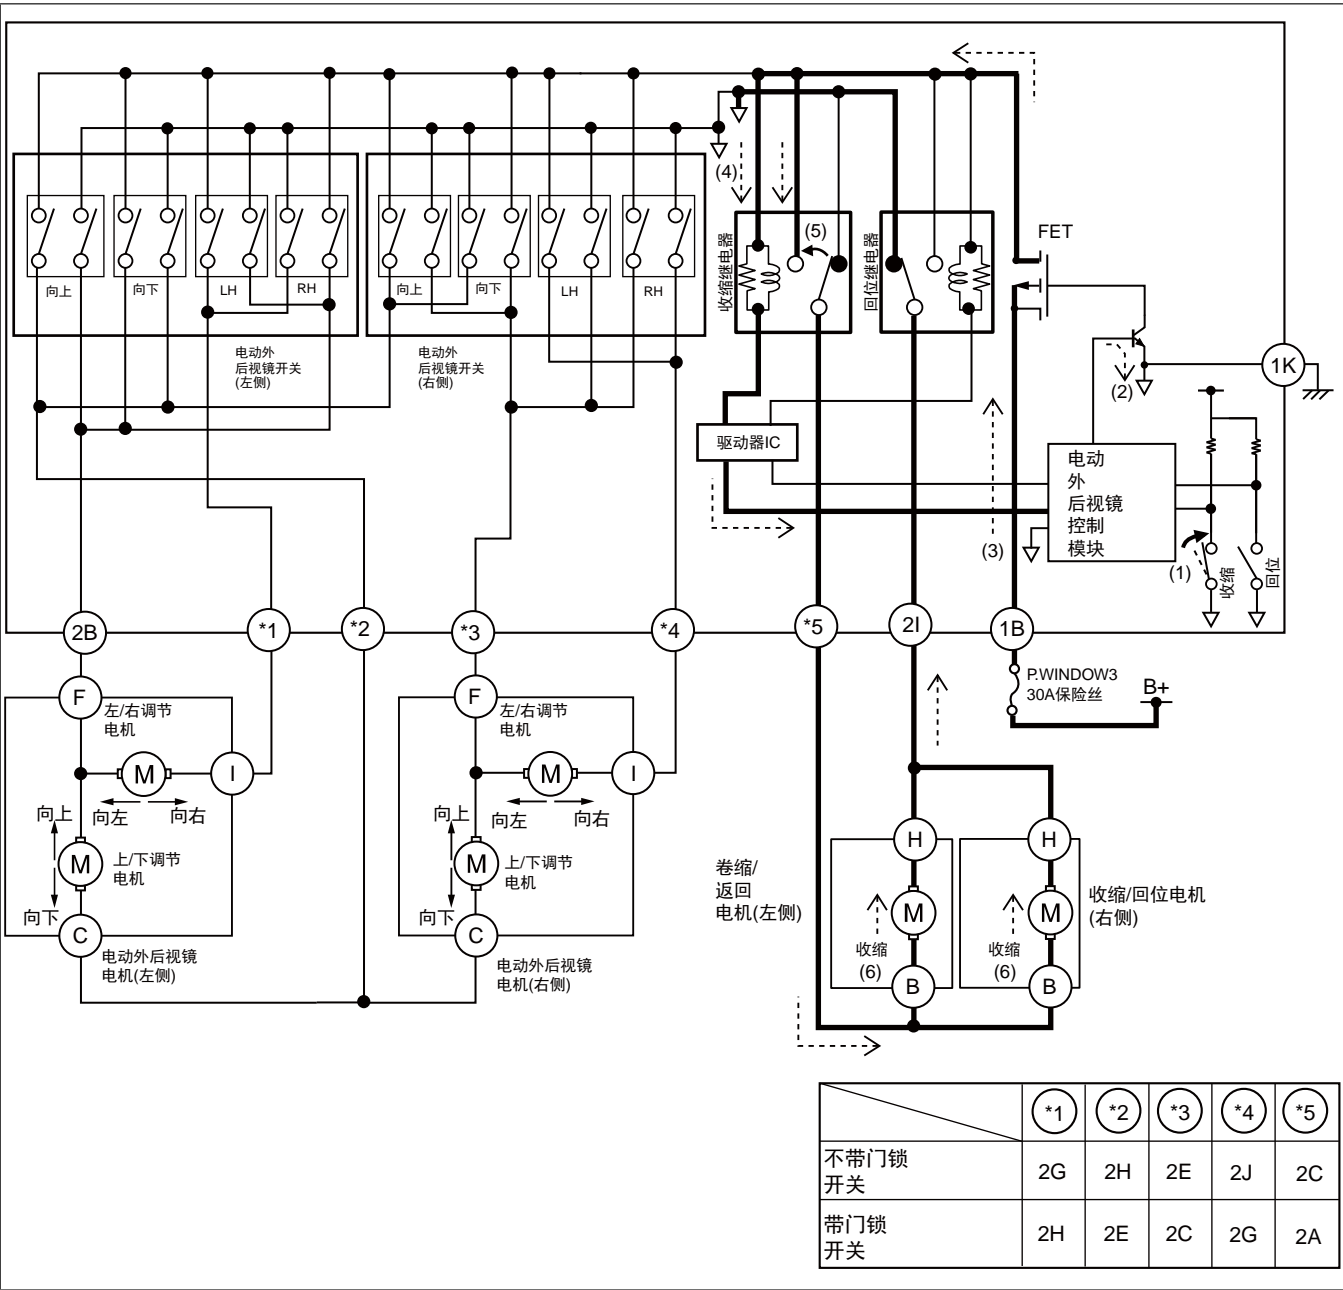 (4)
(5)
收缩继电器
回位继电器
FET
向上
向下
LH
RH
向上
向下
LH
RH
电动外
后视镜开关
(左侧)
电动外
后视镜开关
(右侧)
1K
(2)
驱动器IC
电动
外
后视镜
控制
模块
(3)
(1)
收缩
回位
2B
*1
*2
*3
*4
*5
2I
1B
P.WINDOW3
30A保险丝
B+
F
左/右调节
电机
M
I
向上
向左
向右
M
上/下调节
电机
向下
C
电动外后视镜
电机(左侧)
F
左/右调节
电机
M
I
向上
向左
向右
M
上/下调节
电机
向下
C
电动外后视镜
电机(右侧)
卷缩/
返回
电机(左侧)
H
M
收缩
(6)
B
H
M
收缩
(6)
B
收缩/回位电机
(右侧)
*1 *2 *3 *4 *5
不带门锁
开关
2G 2H 2E 2J 2C
带门锁
开关
2H 2E 2C 2G 2A